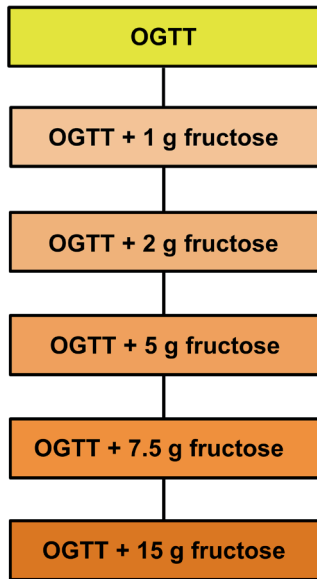 OGTT
OGTT + 1 g fructose
OGTT + 2 g fructose
OGTT + 5 g fructose
OGTT + 7.5 g fructose
OGTT + 15 g fructose